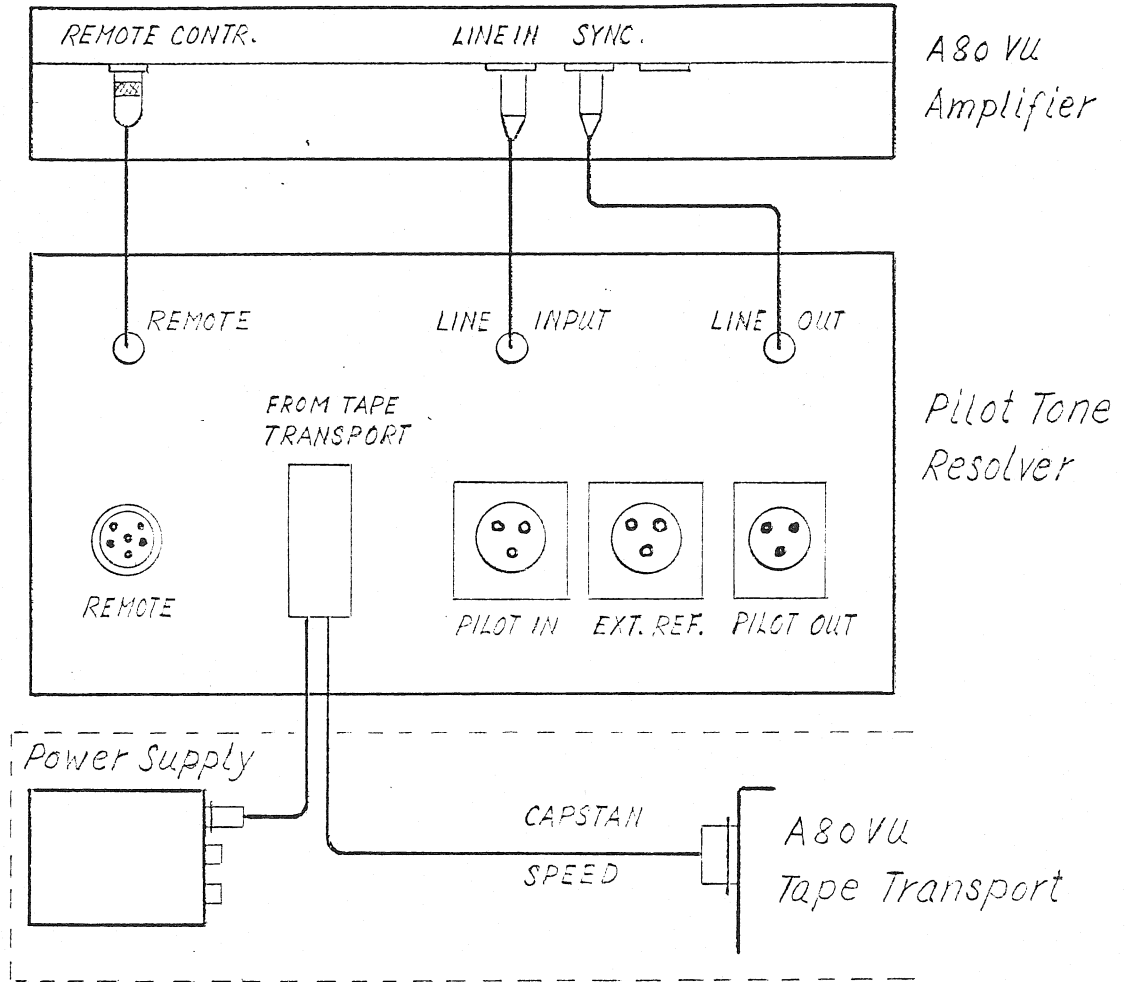 REMOTE CONTR.
LINE IN
SYNC.
A80 VU
Amplifier
REMOTE
LINE INPUT
LINE OUT
FROM TAPE
TRANSPORT
Pilot Tone
Resolver
REMOTE
PILOT IN
EXT. REF.
PILOT OUT
Power Supply
CAPSTAN
SPEED
A80 VU
Tape Transport